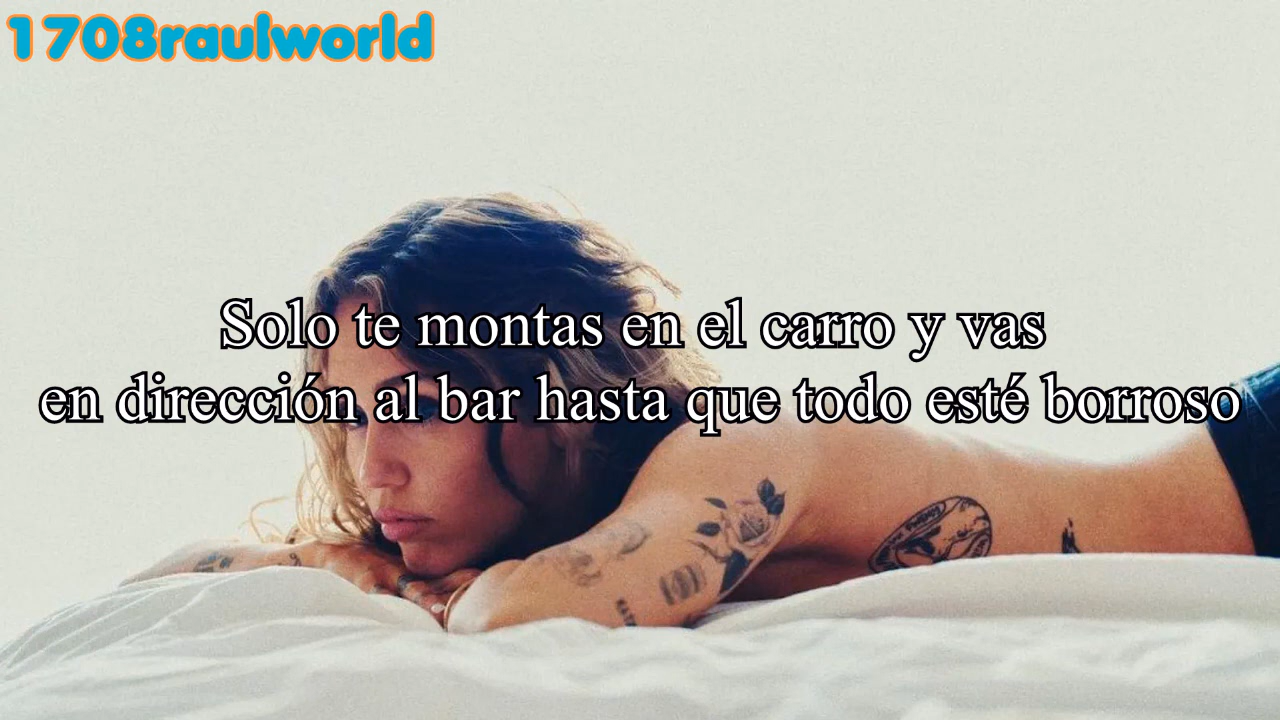 1708raulworld
Solo te montas en el carro y vas
en dirección al bar hasta que todo esté borroso